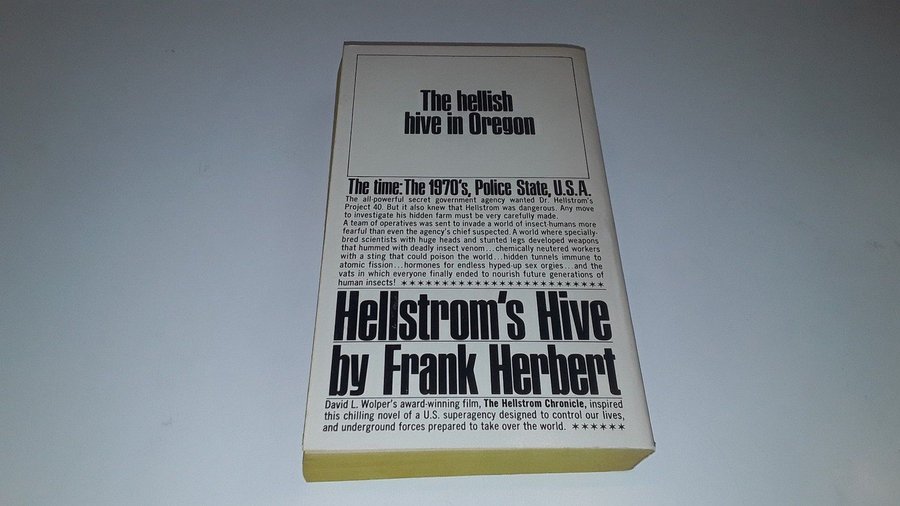 The hellish
hive in Oregon
The time: The 1970's, Police State, U.S.A.
The all-powerful secret government agency wanted Dr. Hellstrom's
Project 40. But it also knew that Hellstrom was dangerous. Any move
to investigate his hidden farm must be very carefully made.
A team of operatives was sent to invade a world of insect-humans more
fearful than even the agency's chief suspected. A world where specially-
bred scientists with huge heads and stunted legs developed weapons
that hummed with deadly insect venom...chemically neutered workers
with a sting that could poison the world...hidden tunnels immune to
atomic fission...hormones for endless hyped-up sex orgies...and the
vats in which everyone finally ended to nourish future generations of
human insects! ★★★★★★★★★★★★★★★★★★★★★★★★★
Hellstrom's Hive
by Frank Herbert
David L. Wolper's award-winning film, The Hellstrom Chronicle, inspired
this chilling novel of a U.S. superagency designed to control our lives,
and underground forces prepared to take over the world. ★★★★★★